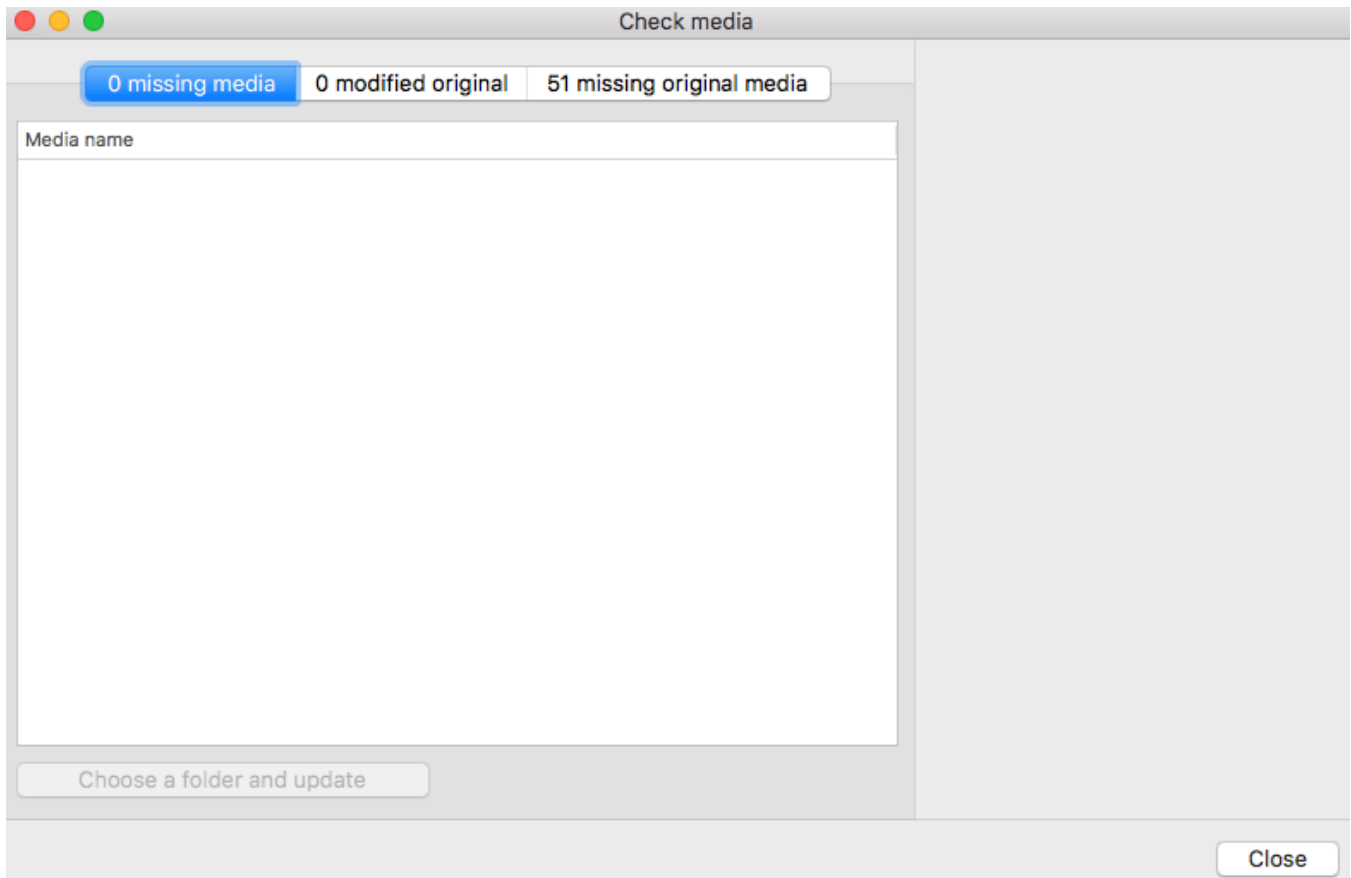 Check media
0 missing media 0 modified original 51 missing original media
Media name
Choose a folder and update
Close